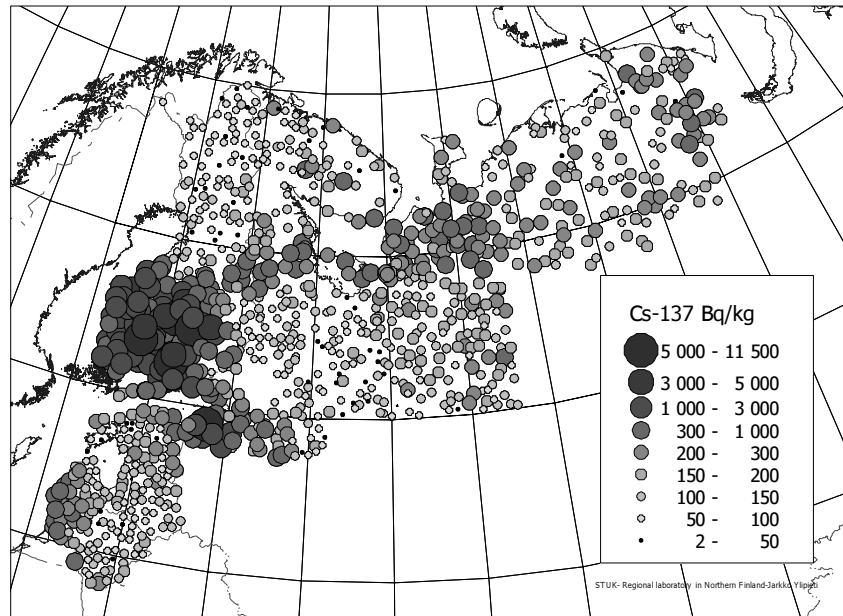 Cs-137 Bq/kg
5 000 - 11 500
3 000 - 5 000
1 000 - 3 000
300 - 1 000
200 - 300
150 - 200
100 - 150
50 - 100
2 - 50
STUK- Regional laboratory in Northern Finland-Jarkko Ylipieti